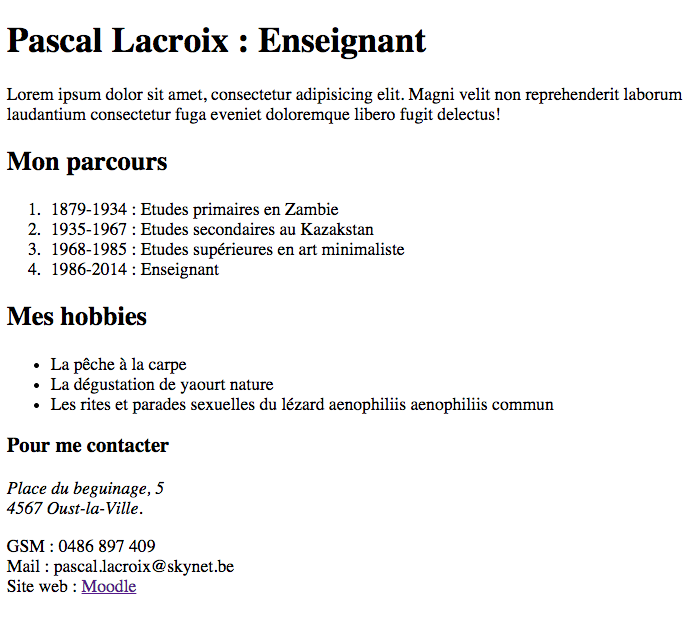 Pascal Lacroix : Enseignant
Lorem ipsum dolor sit amet, consectetur adipisicing elit. Magni velit non reprehenderit laborum
laudantium consectetur fuga eveniet doloremque libero fugit delectus!
Mon parcours
1. 1879-1934 : Etudes primaires en Zambie
2. 1935-1967 : Etudes secondaires au Kazakstan
3. 1968-1985 : Etudes supérieures en art minimaliste
4. 1986-2014 : Enseignant
Mes hobbies
• La pêche à la carpe
• La dégustation de yaourt nature
• Les rites et parades sexuelles du lézard aenophiliis aenophiliis commun
Pour me contacter
Place du beguinage, 5
4567 Oust-la-Ville.
GSM : 0486 897 409
Mail : pascal.lacroix@skynet.be
Site web : Moodle